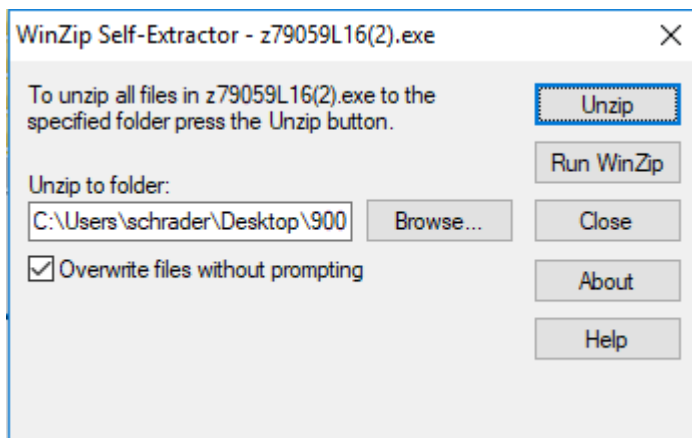 WinZip Self-Extractor - z79059L16(2).exe
To unzip all files in z79059L16(2).exe to the
specified folder press the Unzip button.
Unzip
Run WinZip
Unzip to folder:
C:\Users\schrader\Desktop\900
Browse...
Close
Overwrite files without prompting
About
Help